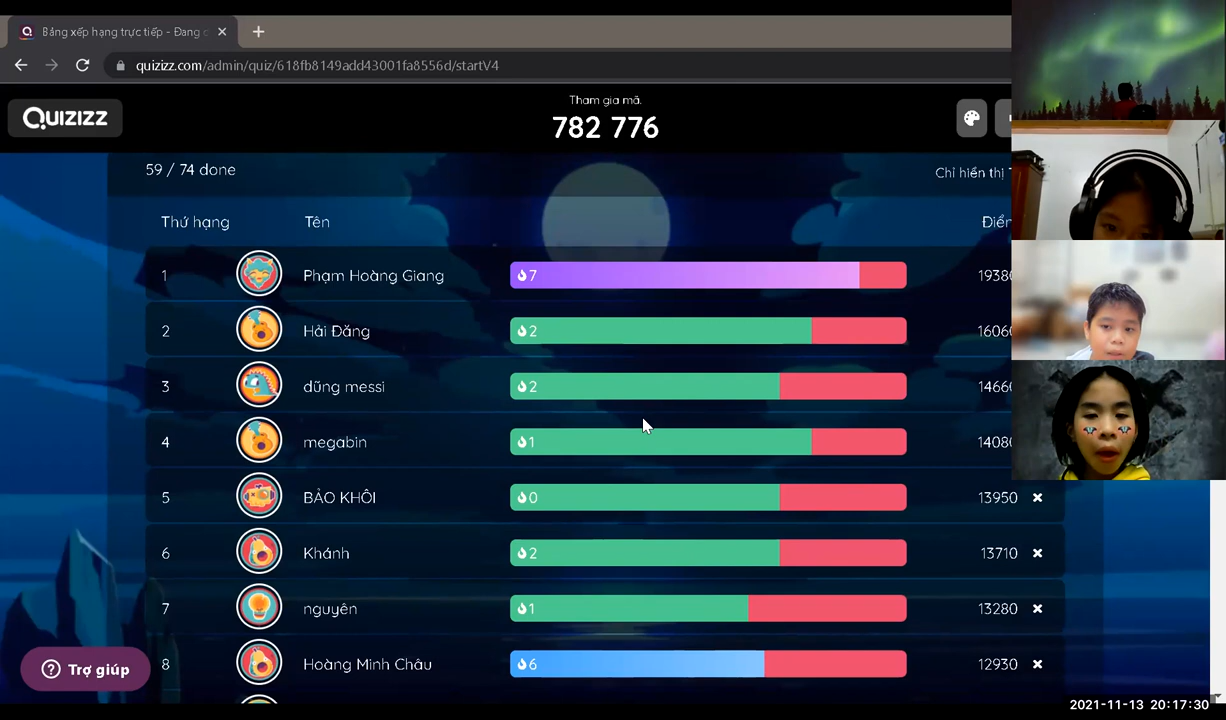 Bảng xếp hạng trực tiếp - Đang
quizizz.com/admin/quiz/618fb8149add43001fa8556d/startV4
QUIZIZZ
Tham gia mã.
782 776
59 / 74 done
Chỉ hiển thị
Thứ hạng Tên Điểm
1 Phạm Hoàng Giang 7 19380
2 Hải Đăng 2 16060
3 dũng messi 2 14660
4 megabin 1 14080
5 BẢO KHÔI 0 13950
6 Khánh 2 13710
7 nguyên 1 13280
8 Hoàng Minh Châu 6 12930
Trợ giúp
2021-11-13 20:17:30